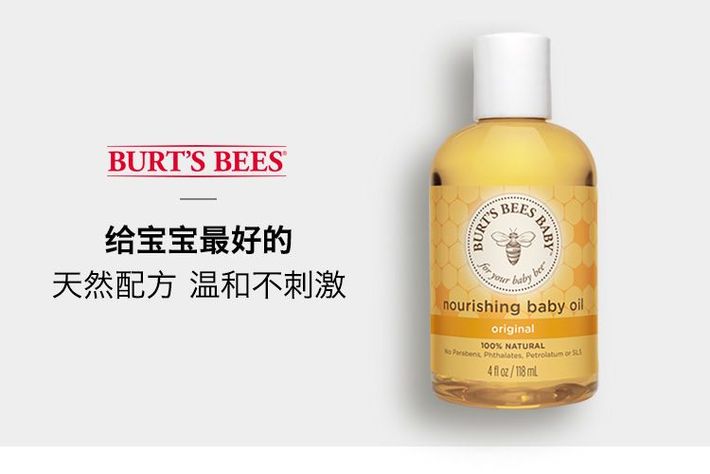 BURT'S BEES®
给宝宝最好的
天然配方 温和不刺激
BURT'S BEES BABY™
for your baby bee™
nourishing baby oil
original
100% NATURAL
No Parabens, Phthalates, Petrolatum or SLS
4 fl oz / 118 mL